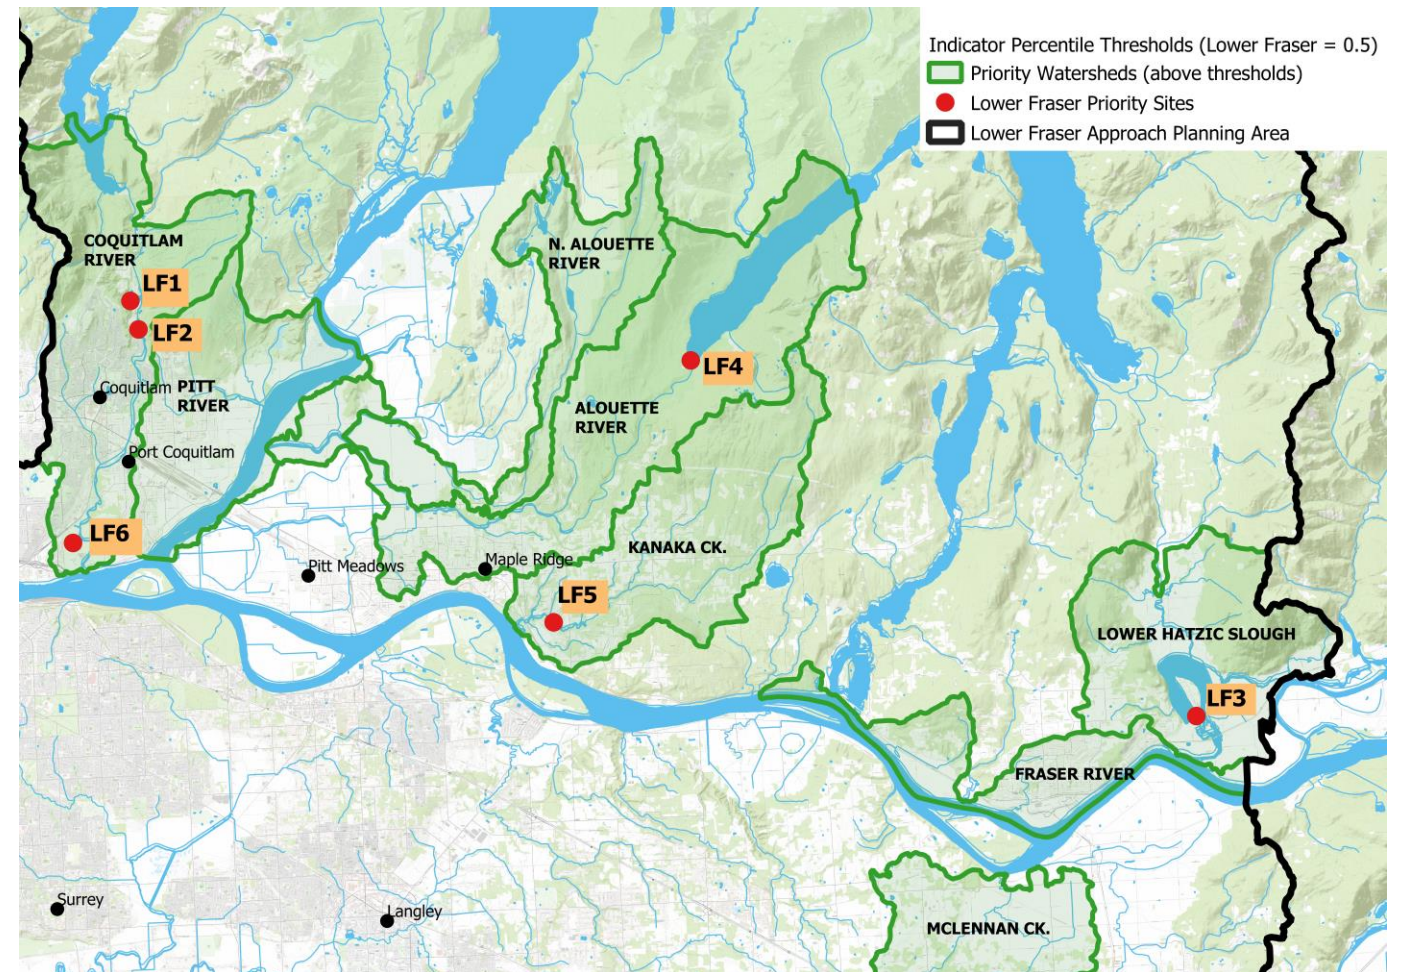 Indicator Percentile Thresholds (Lower Fraser = 0.5)
Priority Watersheds (above thresholds)
Lower Fraser Priority Sites
Lower Fraser Approach Planning Area
COQUITLAM
RIVER
N. ALOUETTE
RIVER
LF1
LF2
LF4
Coquitlam
PITT
RIVER
ALOUETTE
RIVER
Port Coquitlam
LF6
KANAKA CK.
Pitt Meadows
Maple Ridge
LF5
LOWER HATZIC SLOUGH
LF3
FRASER RIVER
Surrey
Langley
MCLENNAN CK.